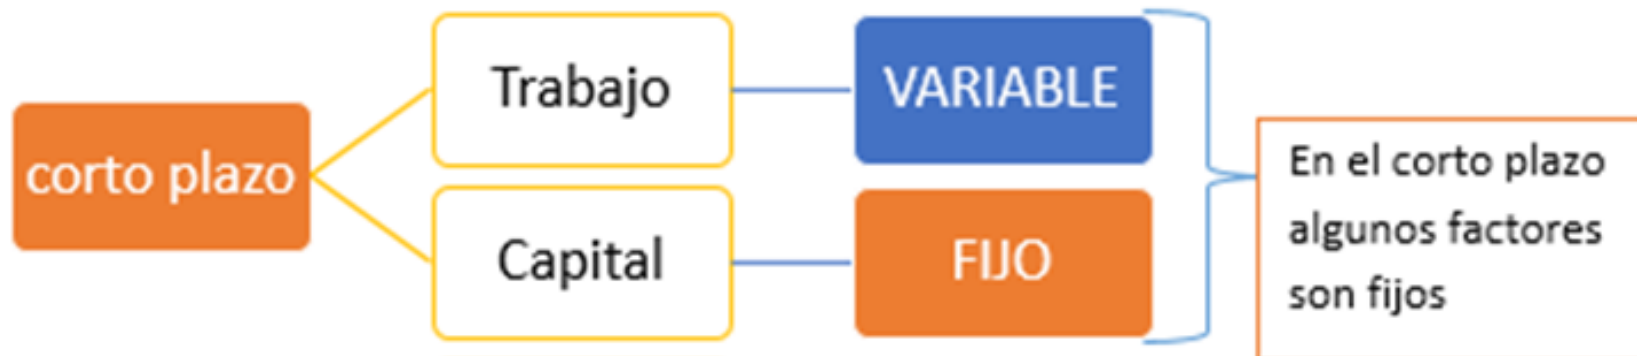 corto plazo
Trabajo
VARIABLE
Capital
FIJO
En el corto plazo
algunos factores
son fijos